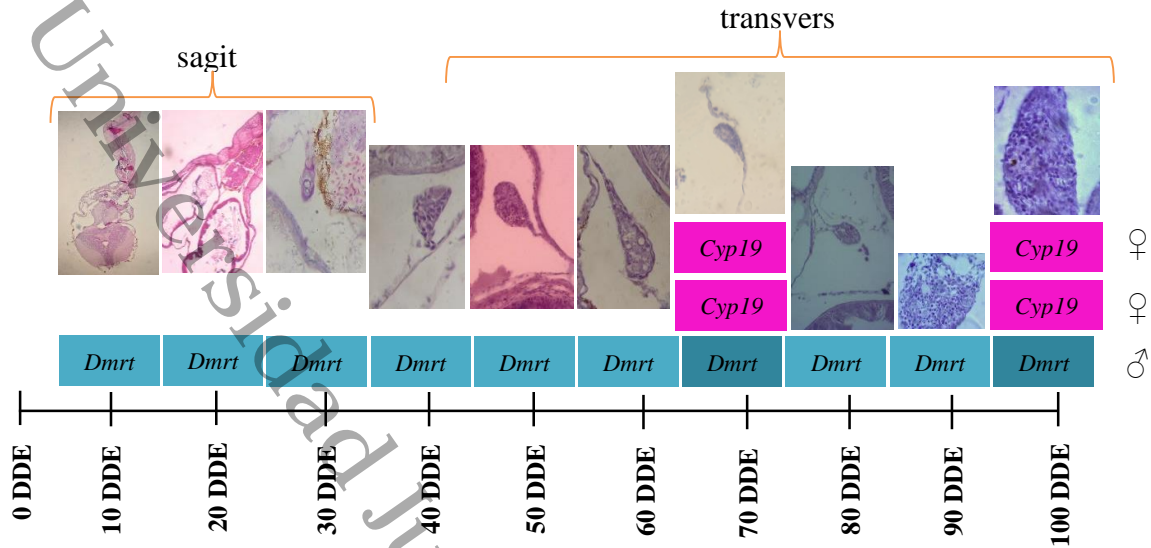 transvers
sagit
Cyp19 Cyp19 ♀
Cyp19 Cyp19 ♀
Dmrt Dmrt Dmrt Dmrt Dmrt Dmrt Dmrt Dmrt Dmrt Dmrt ♂
0 DDE 10 DDE 20 DDE 30 DDE 40 DDE 50 DDE 60 DDE 70 DDE 80 DDE 90 DDE 100 DDE
Universidad Ju